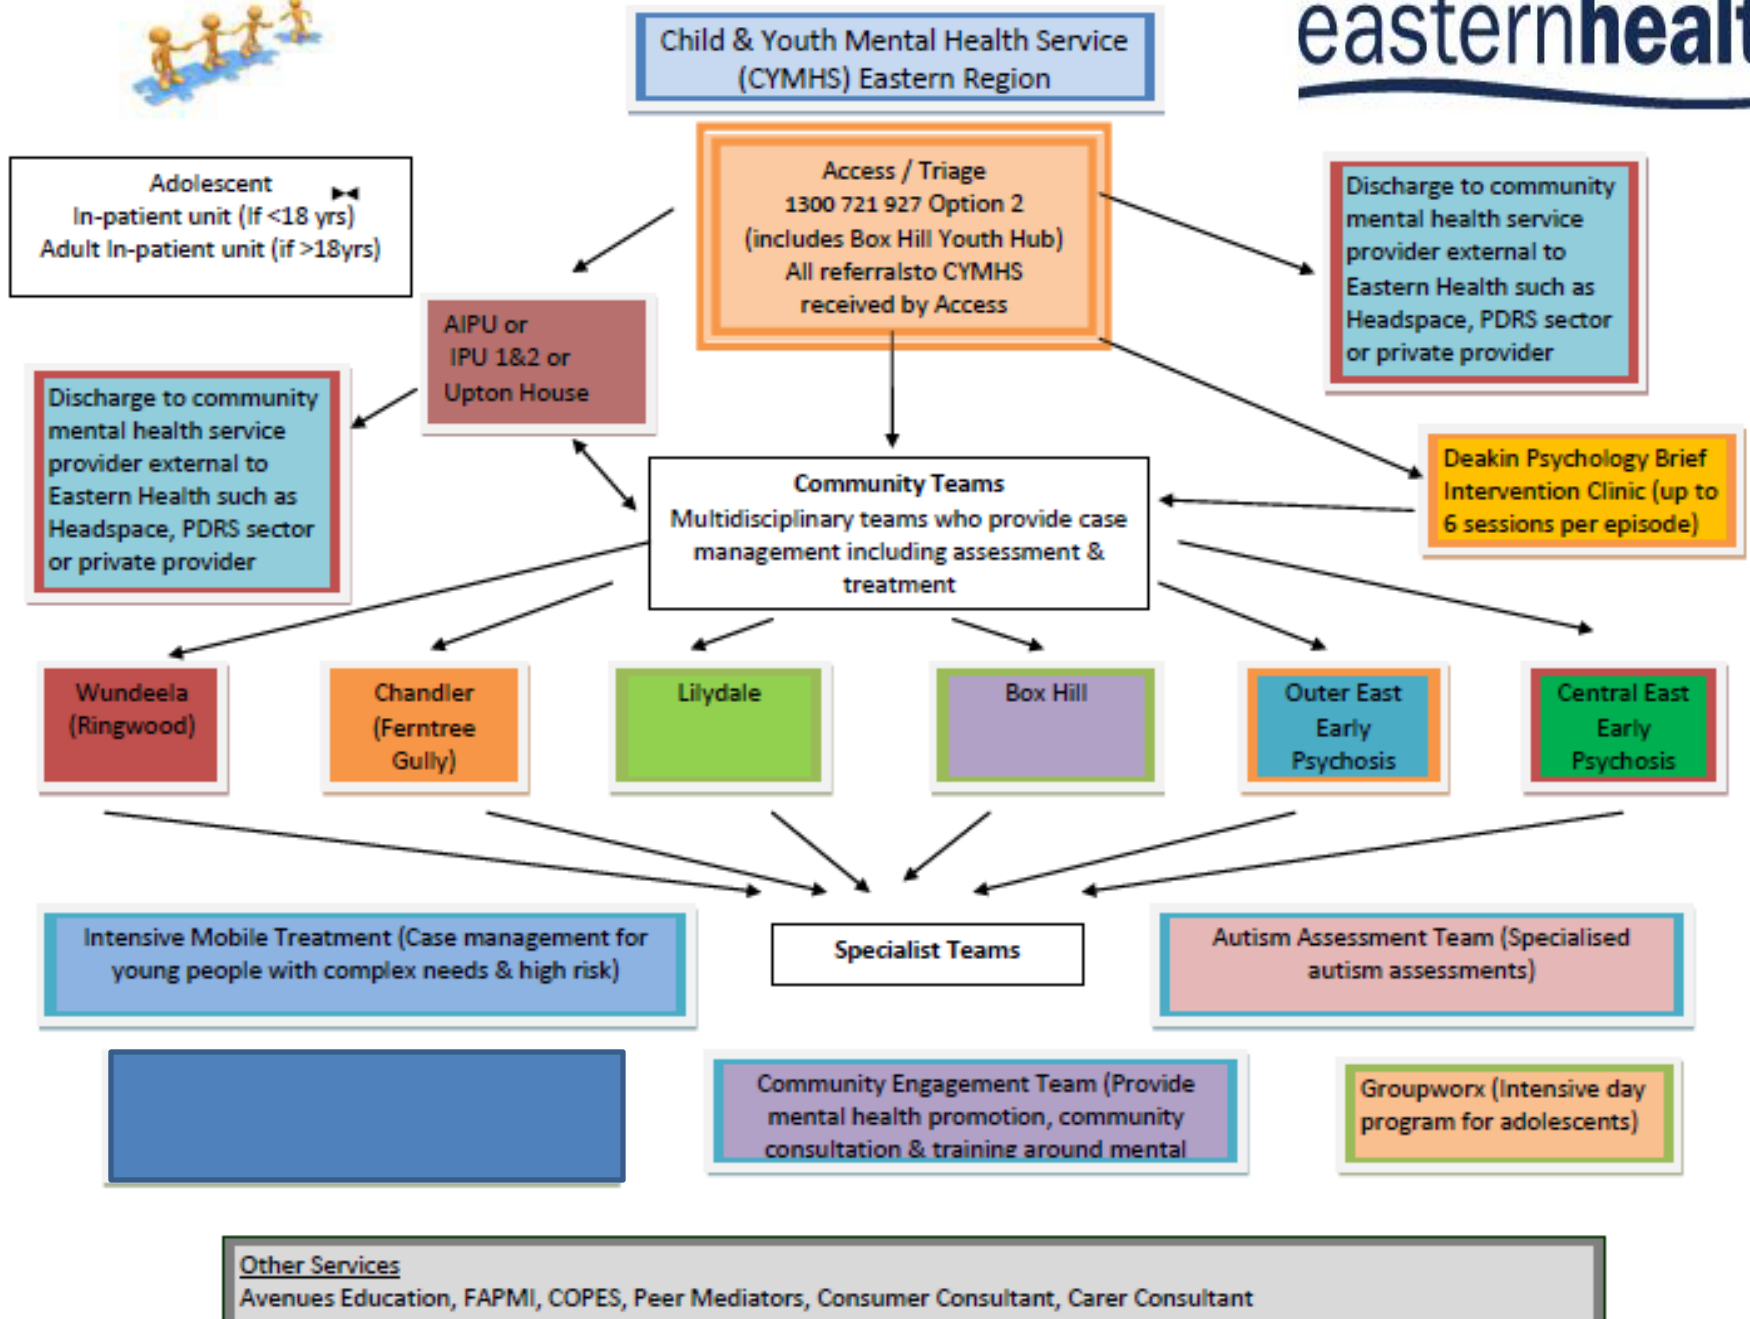 Child & Youth Mental Health Service
(CYMHS) Eastern Region
easternhealt
Adolescent
In-patient unit (If <18 yrs)
Adult In-patient unit (if >18yrs)
Access / Triage
1300 721 927 Option 2
(includes Box Hill Youth Hub)
All referralsto CYMHS
received by Access
Discharge to community
mental health service
provider external to
Eastern Health such as
Headspace, PDRS sector
or private provider
AIPU or
IPU 1&2 or
Upton House
Discharge to community
mental health service
provider external to
Eastern Health such as
Headspace, PDRS sector
or private provider
Community Teams
Multidisciplinary teams who provide case
management including assessment &
treatment
Deakin Psychology Brief
Intervention Clinic (up to
6 sessions per episode)
Wundeela
(Ringwood)
Chandler
(Ferntree
Gully)
Lilydale
Box Hill
Outer East
Early
Psychosis
Central East
Early
Psychosis
Intensive Mobile Treatment (Case management for
young people with complex needs & high risk)
Specialist Teams
Autism Assessment Team (Specialised
autism assessments)
Community Engagement Team (Provide
mental health promotion, community
consultation & training around mental
Groupworx (Intensive day
program for adolescents)
Other Services
Avenues Education, FAPMI, COPES, Peer Mediators, Consumer Consultant, Carer Consultant